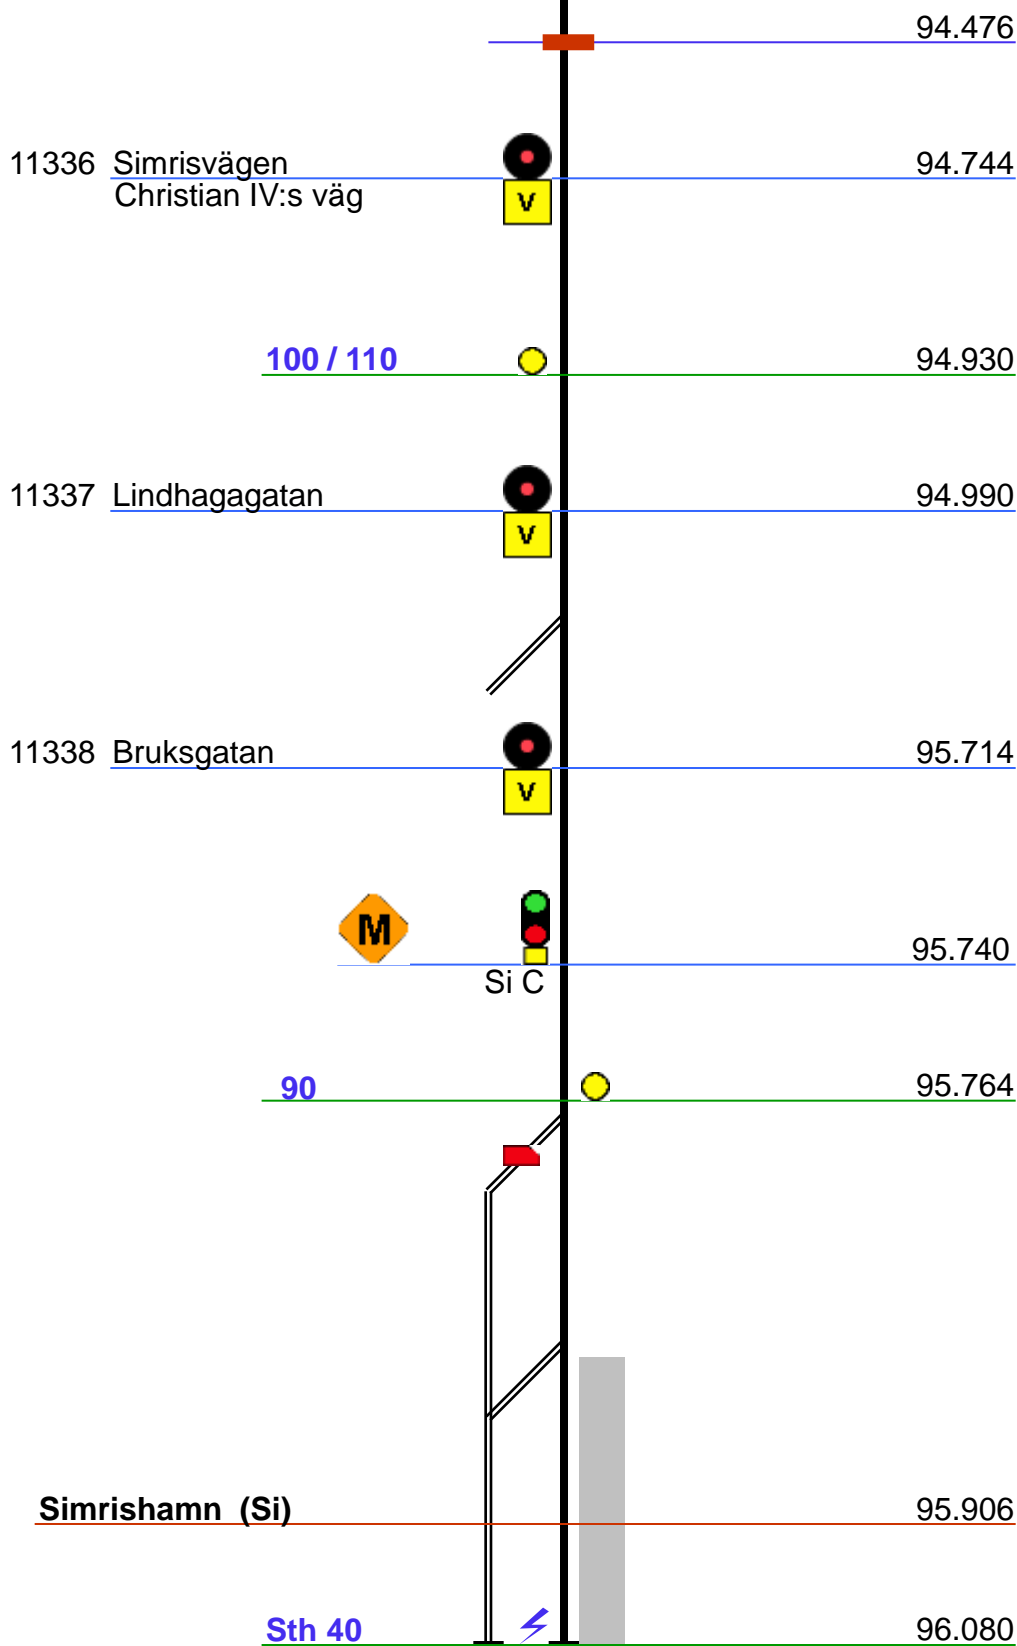 94.476
11336 Simrisvägen 94.744
Christian IV:s väg
V
100 / 110 94.930
11337 Lindhagagatan 94.990
V
11338 Bruksgatan 95.714
V
M 95.740
Si C
90 95.764
Simrishamn (Si) 95.906
Sth 40 96.080